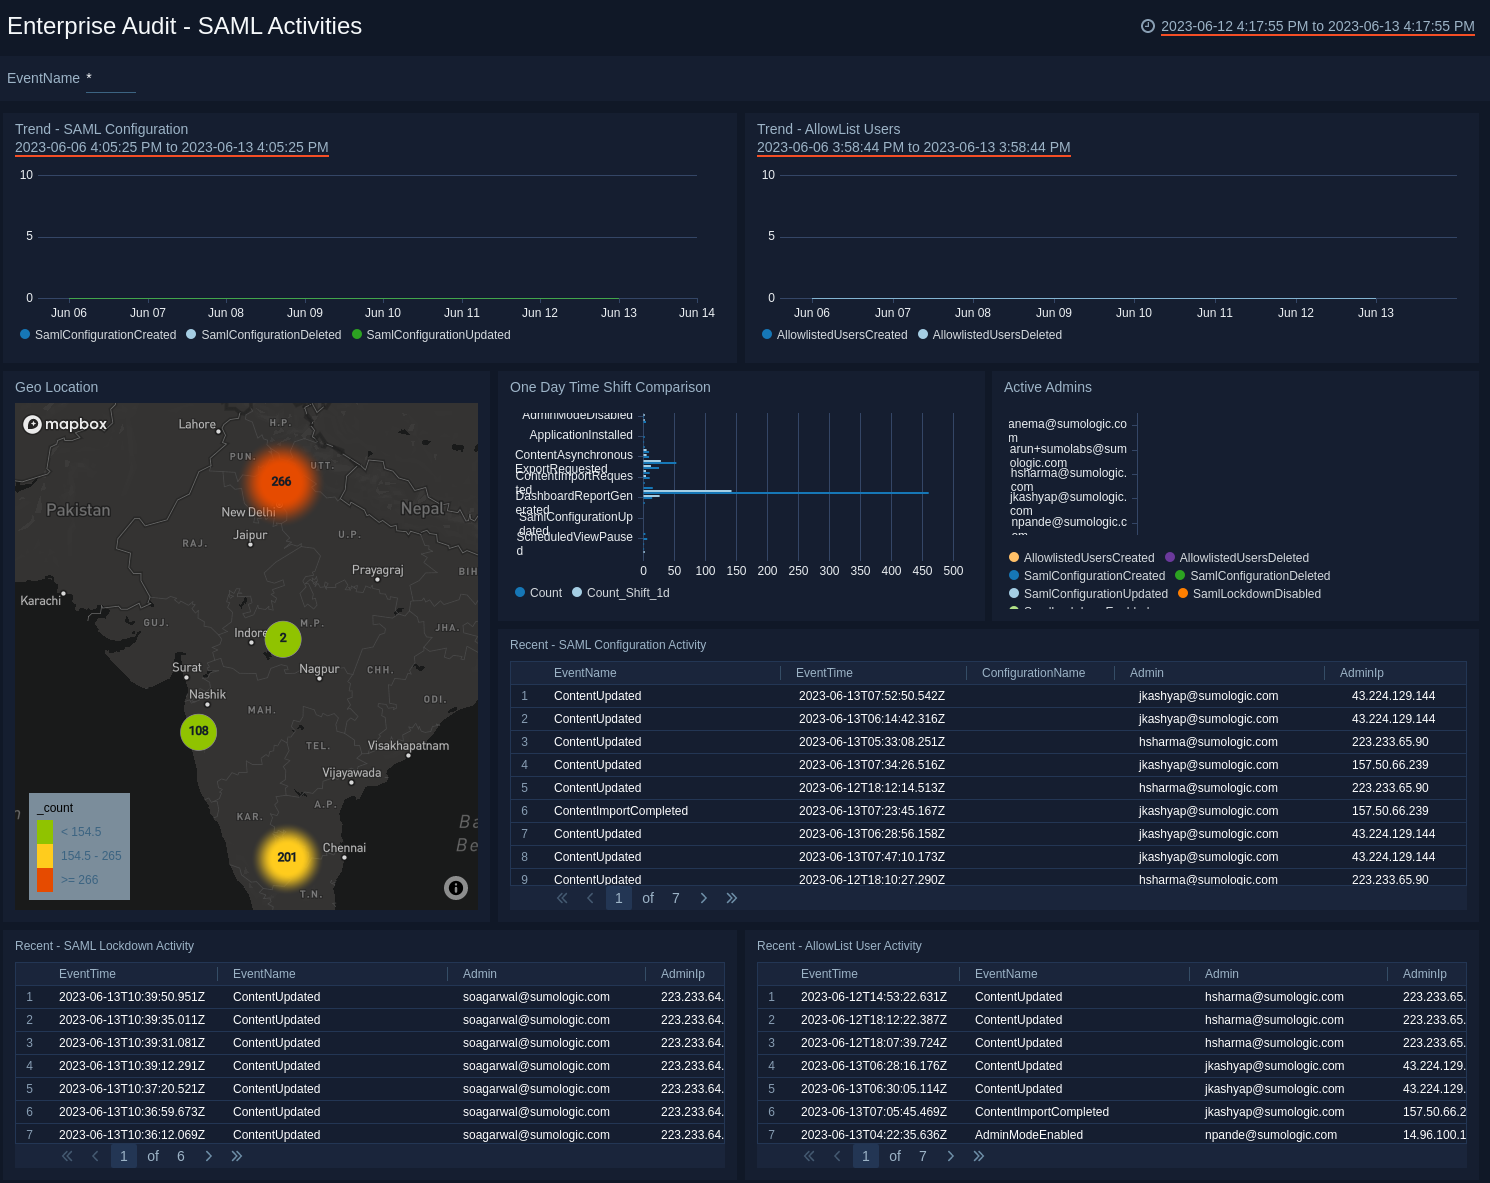 Enterprise Audit - SAML Activities
2023-06-12 4:17:55 PM to 2023-06-13 4:17:55 PM
EventName *
Trend - SAML Configuration
2023-06-06 4:05:25 PM to 2023-06-13 4:05:25 PM
10
5
0
Jun 06 Jun 07 Jun 08 Jun 09 Jun 10 Jun 11 Jun 12 Jun 13 Jun 14
SamlConfigurationCreated SamlConfigurationDeleted SamlConfigurationUpdated
Trend - AllowList Users
2023-06-06 3:58:44 PM to 2023-06-13 3:58:44 PM
10
5
0
Jun 06 Jun 07 Jun 08 Jun 09 Jun 10 Jun 11 Jun 12 Jun 13
AllowlistedUsersCreated AllowlistedUsersDeleted
Geo Location
mapbox
Lahore
H.P.
PUN.
UTT.
266
Pakistan
New Delhi
Nepal
Jaipur
U.P.
RAJ.
Prayagraj
BIH
Karachi
GUJ.
M.P.
Indore
2
JHA.
Surat
Nagpur
CHH.
Nashik
ODI.
MAH.
108
TEL.
Visakhapatnam
Vijayawada
A.P.
KAR.
Ba
Be
Chennai
201
T.N.
_count
< 154.5
154.5 - 265
>= 266
One Day Time Shift Comparison
AdminModeDisabled
ApplicationInstalled
ContentAsynchronous
ExportRequested
ContentImportReques
ted
DashboardReportGen
erated
SamlConfigurationUp
dated
ScheduledViewPause
d
0 50 100 150 200 250 300 350 400 450 500
Count Count_Shift_1d
Active Admins
anema@sumologic.co
m
arun+sumolabs@sum
ologic.com
hsharma@sumologic.
com
jkashyap@sumologic.
com
npande@sumologic.c
om
AllowlistedUsersCreated AllowlistedUsersDeleted
SamlConfigurationCreated SamlConfigurationDeleted
SamlConfigurationUpdated SamlLockdownDisabled
Recent - SAML Configuration Activity
EventName EventTime ConfigurationName Admin AdminIp
1 ContentUpdated 2023-06-13T07:52:50.542Z jkashyap@sumologic.com 43.224.129.144
2 ContentUpdated 2023-06-13T06:14:42.316Z jkashyap@sumologic.com 43.224.129.144
3 ContentUpdated 2023-06-13T05:33:08.251Z hsharma@sumologic.com 223.233.65.90
4 ContentUpdated 2023-06-13T07:34:26.516Z jkashyap@sumologic.com 157.50.66.239
5 ContentUpdated 2023-06-12T18:12:14.513Z hsharma@sumologic.com 223.233.65.90
6 ContentImportCompleted 2023-06-13T07:23:45.167Z jkashyap@sumologic.com 157.50.66.239
7 ContentUpdated 2023-06-13T06:28:56.158Z jkashyap@sumologic.com 43.224.129.144
8 ContentUpdated 2023-06-13T07:47:10.173Z jkashyap@sumologic.com 43.224.129.144
9 ContentUpdated 2023-06-12T18:10:27.290Z hsharma@sumologic.com 223.233.65.90
1 of 7
Recent - SAML Lockdown Activity
EventTime EventName Admin AdminIp
1 2023-06-13T10:39:50.951Z ContentUpdated soagarwal@sumologic.com 223.233.64.
2 2023-06-13T10:39:35.011Z ContentUpdated soagarwal@sumologic.com 223.233.64.
3 2023-06-13T10:39:31.081Z ContentUpdated soagarwal@sumologic.com 223.233.64.
4 2023-06-13T10:39:12.291Z ContentUpdated soagarwal@sumologic.com 223.233.64.
5 2023-06-13T10:37:20.521Z ContentUpdated soagarwal@sumologic.com 223.233.64.
6 2023-06-13T10:36:59.673Z ContentUpdated soagarwal@sumologic.com 223.233.64.
7 2023-06-13T10:36:12.069Z ContentUpdated soagarwal@sumologic.com 223.233.64.
1 of 6
Recent - AllowList User Activity
EventTime EventName Admin AdminIp
1 2023-06-12T14:53:22.631Z ContentUpdated hsharma@sumologic.com 223.233.65.
2 2023-06-12T18:12:22.387Z ContentUpdated hsharma@sumologic.com 223.233.65.
3 2023-06-12T18:07:39.724Z ContentUpdated hsharma@sumologic.com 223.233.65.
4 2023-06-13T06:28:16.176Z ContentUpdated jkashyap@sumologic.com 43.224.129.
5 2023-06-13T06:30:05.114Z ContentUpdated jkashyap@sumologic.com 43.224.129.
6 2023-06-13T07:05:45.469Z ContentImportCompleted jkashyap@sumologic.com 157.50.66.2
7 2023-06-13T04:22:35.636Z AdminModeEnabled npande@sumologic.com 14.96.100.1
1 of 7